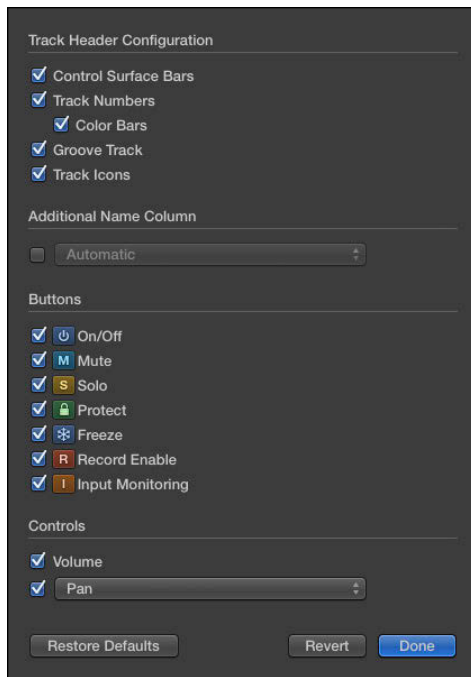 Track Header Configuration
Control Surface Bars
Track Numbers
Color Bars
Groove Track
Track Icons
Additional Name Column
Automatic
Buttons
On/Off
M Mute
S Solo
Protect
Freeze
R Record Enable
I Input Monitoring
Controls
Volume
Pan
Restore Defaults Revert Done